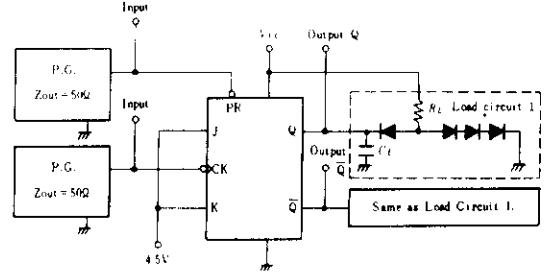 Input
Vcc
Output Q
P.G.
Zout = 50Ω
Input
PR
J
Q
RL
Load circuit 1
CL
Output
Q̅
P.G.
Zout = 50Ω
CK
K
Q̅
Same as Load Circuit 1.
4.5V